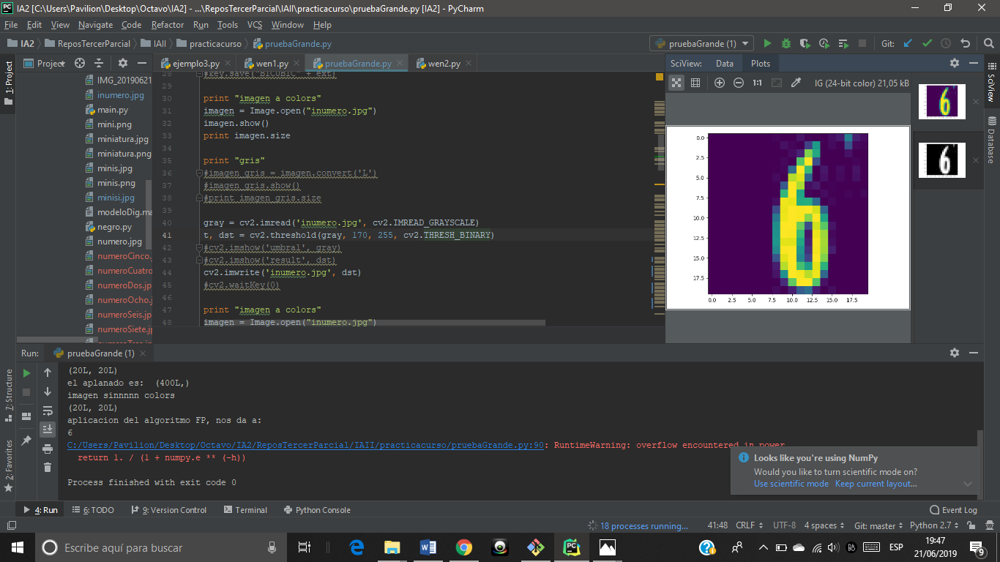 IA2 [C:\Users\Pavilion\Desktop\Octavo\IA2] - ...\ReposTercerParcial\IAII\practicacurso\pruebaGrande.py [IA2] - PyCharm
File Edit View Navigate Code Refactor Run Tools VCS Window Help
IA2 ReposTercerParcial IAII practicacurso pruebaGrande.py pruebaGrande (1) Git:
1: Project
Project
IMG_20190621
inumero.jpg
main.py
mini.png
miniatura.jpg
miniatura.png
minis.jpg
minis.png
minisi.jpg
modeloDig.ma
negro.py
numero.jpg
numeroCinco.
numeroCuatro
numeroDos.jp
numeroOcho.j
numeroSeis.jp
numeroSiete.jp
ejemplo3.py wen1.py pruebaGrande.py wen2.py
28 #key.save("BICUBIC" + ext)
29
30 print "imagen a colors"
31 imagen = Image.open("inumero.jpg")
32 imagen.show()
33 print imagen.size
34
35 print "gris"
36 #imagen_gris = imagen.convert('L')
37 #imagen_gris.show()
38 #print imagen_gris.size
39
40 gray = cv2.imread('inumero.jpg', cv2.IMREAD_GRAYSCALE)
41 t, dst = cv2.threshold(gray, 170, 255, cv2.THRESH_BINARY)
42 #cv2.imshow('umbral', gray)
43 #cv2.imshow('result', dst)
44 cv2.imwrite('inumero.jpg', dst)
45 #cv2.waitKey(0)
46
47 print "imagen a colors"
48 imagen = Image.open("inumero.jpg")
SciView: Data Plots
1:1 IG (24-bit color) 21,05 kB
0.0
2.5
5.0
7.5
10.0
12.5
15.0
17.5
0.0 2.5 5.0 7.5 10.0 12.5 15.0 17.5
SciView
Database
Run: pruebaGrande (1)
(20L, 20L)
el aplanado es:  (400L,)
imagen sinnnnn colors
(20L, 20L)
aplicacion del algoritmo FP, nos da a:
6
C:/Users/Pavilion/Desktop/Octavo/IA2/ReposTercerParcial/IAII/practicacurso/pruebaGrande.py:90: RuntimeWarning: overflow encountered in power
return 1. / (1 + numpy.e ** (-h))
Process finished with exit code 0
7: Structure
2: Favorites
Looks like you're using NumPy
Would you like to turn scientific mode on?
Use scientific mode Keep current layout...
4: Run 6: TODO 9: Version Control Terminal Python Console Event Log
18 processes running... 41:48 CRLF UTF-8 4 spaces Git: master Python 2.7
Escribe aquí para buscar
ESP
19:47
21/06/2019
9